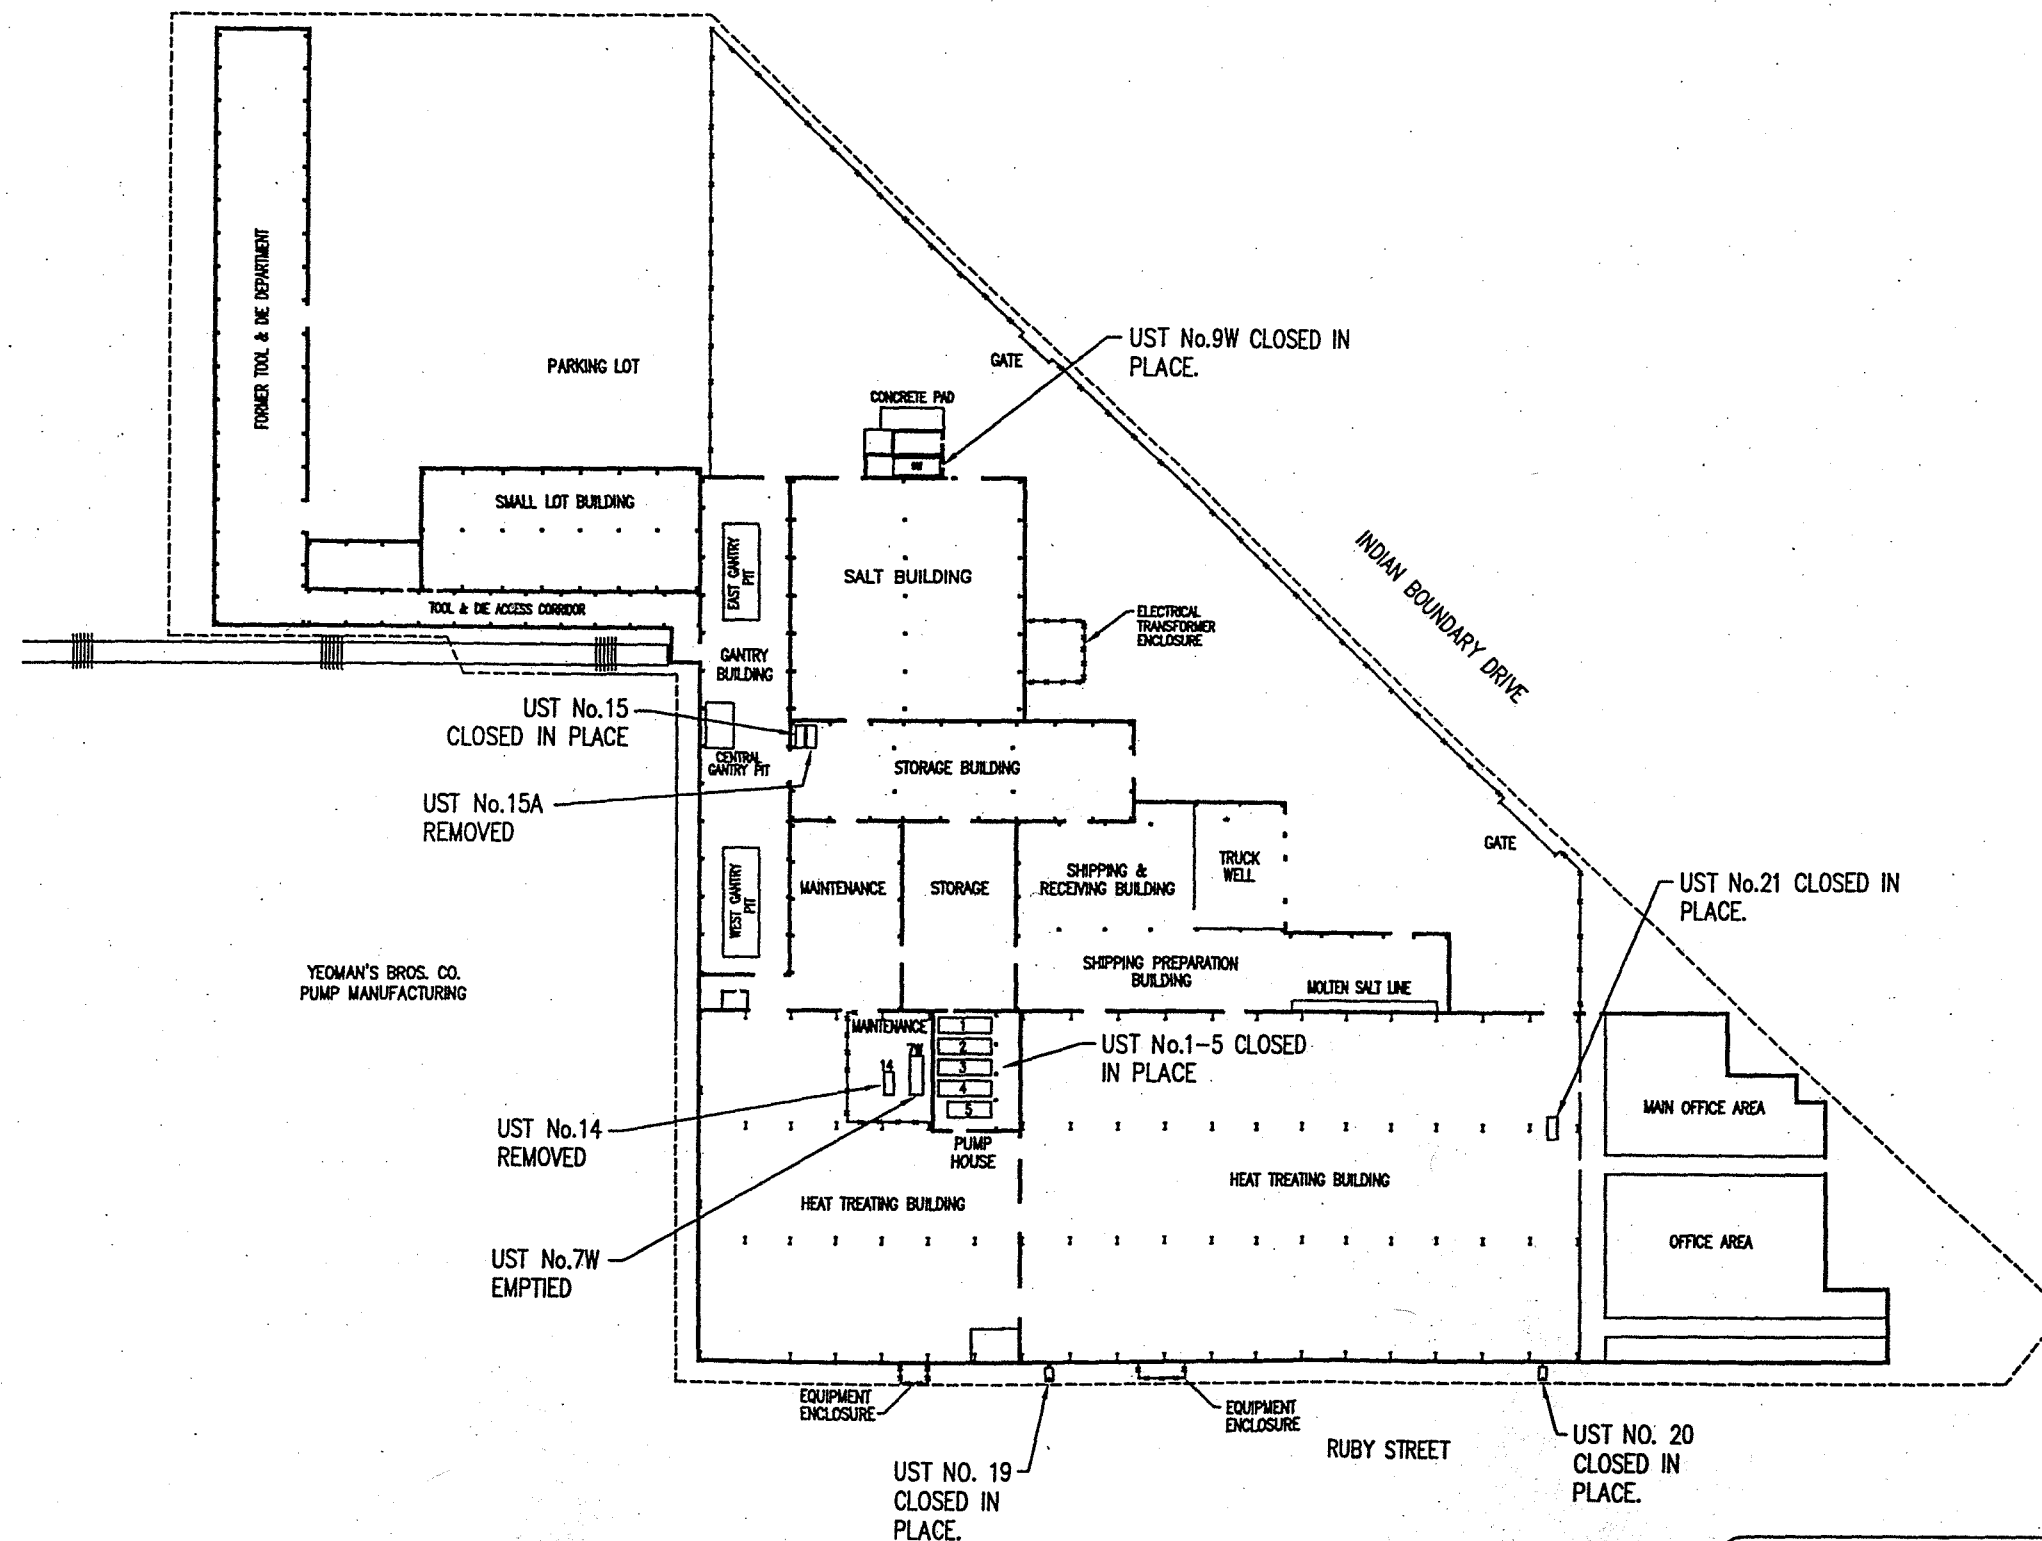 FORMER TOOL & DIE DEPARTMENT
PARKING LOT
UST No.9W CLOSED IN
PLACE.
GATE
CONCRETE PAD
SMALL LOT BUILDING
EAST GANTRY
PIT
SALT BUILDING
INDIAN BOUNDARY DRIVE
TOOL & DIE ACCESS CORRIDOR
ELECTRICAL
TRANSFORMER
ENCLOSURE
GANTRY
BUILDING
UST No.15
CLOSED IN PLACE
CENTRAL
GANTRY PIT
STORAGE BUILDING
UST No.15A
REMOVED
GATE
WEST GANTRY
PIT
MAINTENANCE
STORAGE
SHIPPING &
RECEIVING BUILDING
TRUCK
WELL
UST No.21 CLOSED IN
PLACE.
YEOMAN'S BROS. CO.
PUMP MANUFACTURING
SHIPPING PREPARATION
BUILDING
MOLTEN SALT LINE
MAINTENANCE
7W
14
1
2
3
4
5
UST No.1-5 CLOSED
IN PLACE
MAIN OFFICE AREA
UST No.14
REMOVED
PUMP
HOUSE
HEAT TREATING BUILDING
HEAT TREATING BUILDING
OFFICE AREA
UST No.7W
EMPTIED
EQUIPMENT
ENCLOSURE
EQUIPMENT
ENCLOSURE
RUBY STREET
UST NO. 19
CLOSED IN
PLACE.
UST NO. 20
CLOSED IN
PLACE.